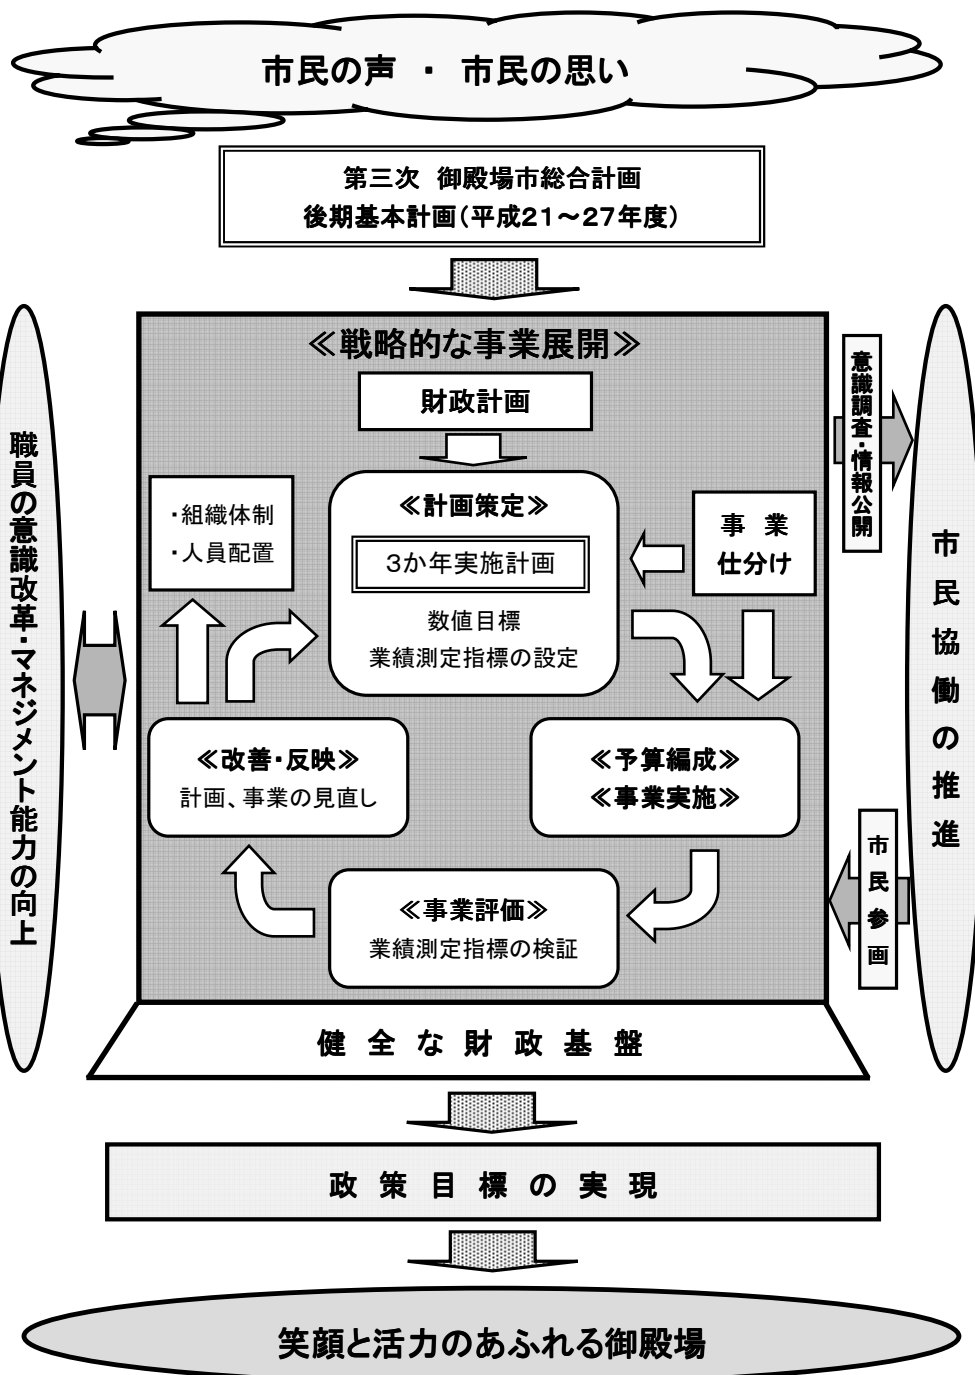 市民の声 ・ 市民の思い
第三次 御殿場市総合計画
後期基本計画(平成21～27年度)
≪戦略的な事業展開≫
財政計画
≪計画策定≫
3か年実施計画
数値目標
業績測定指標の設定
・組織体制
・人員配置
事 業
仕分け
≪改善・反映≫
計画、事業の見直し
≪予算編成≫
≪事業実施≫
≪事業評価≫
業績測定指標の検証
職員の意識改革・マネジメント能力の向上
意識調査・情報公開
市民協働の推進
市民参画
健全な財政基盤
政策目標の実現
笑顔と活力のあふれる御殿場